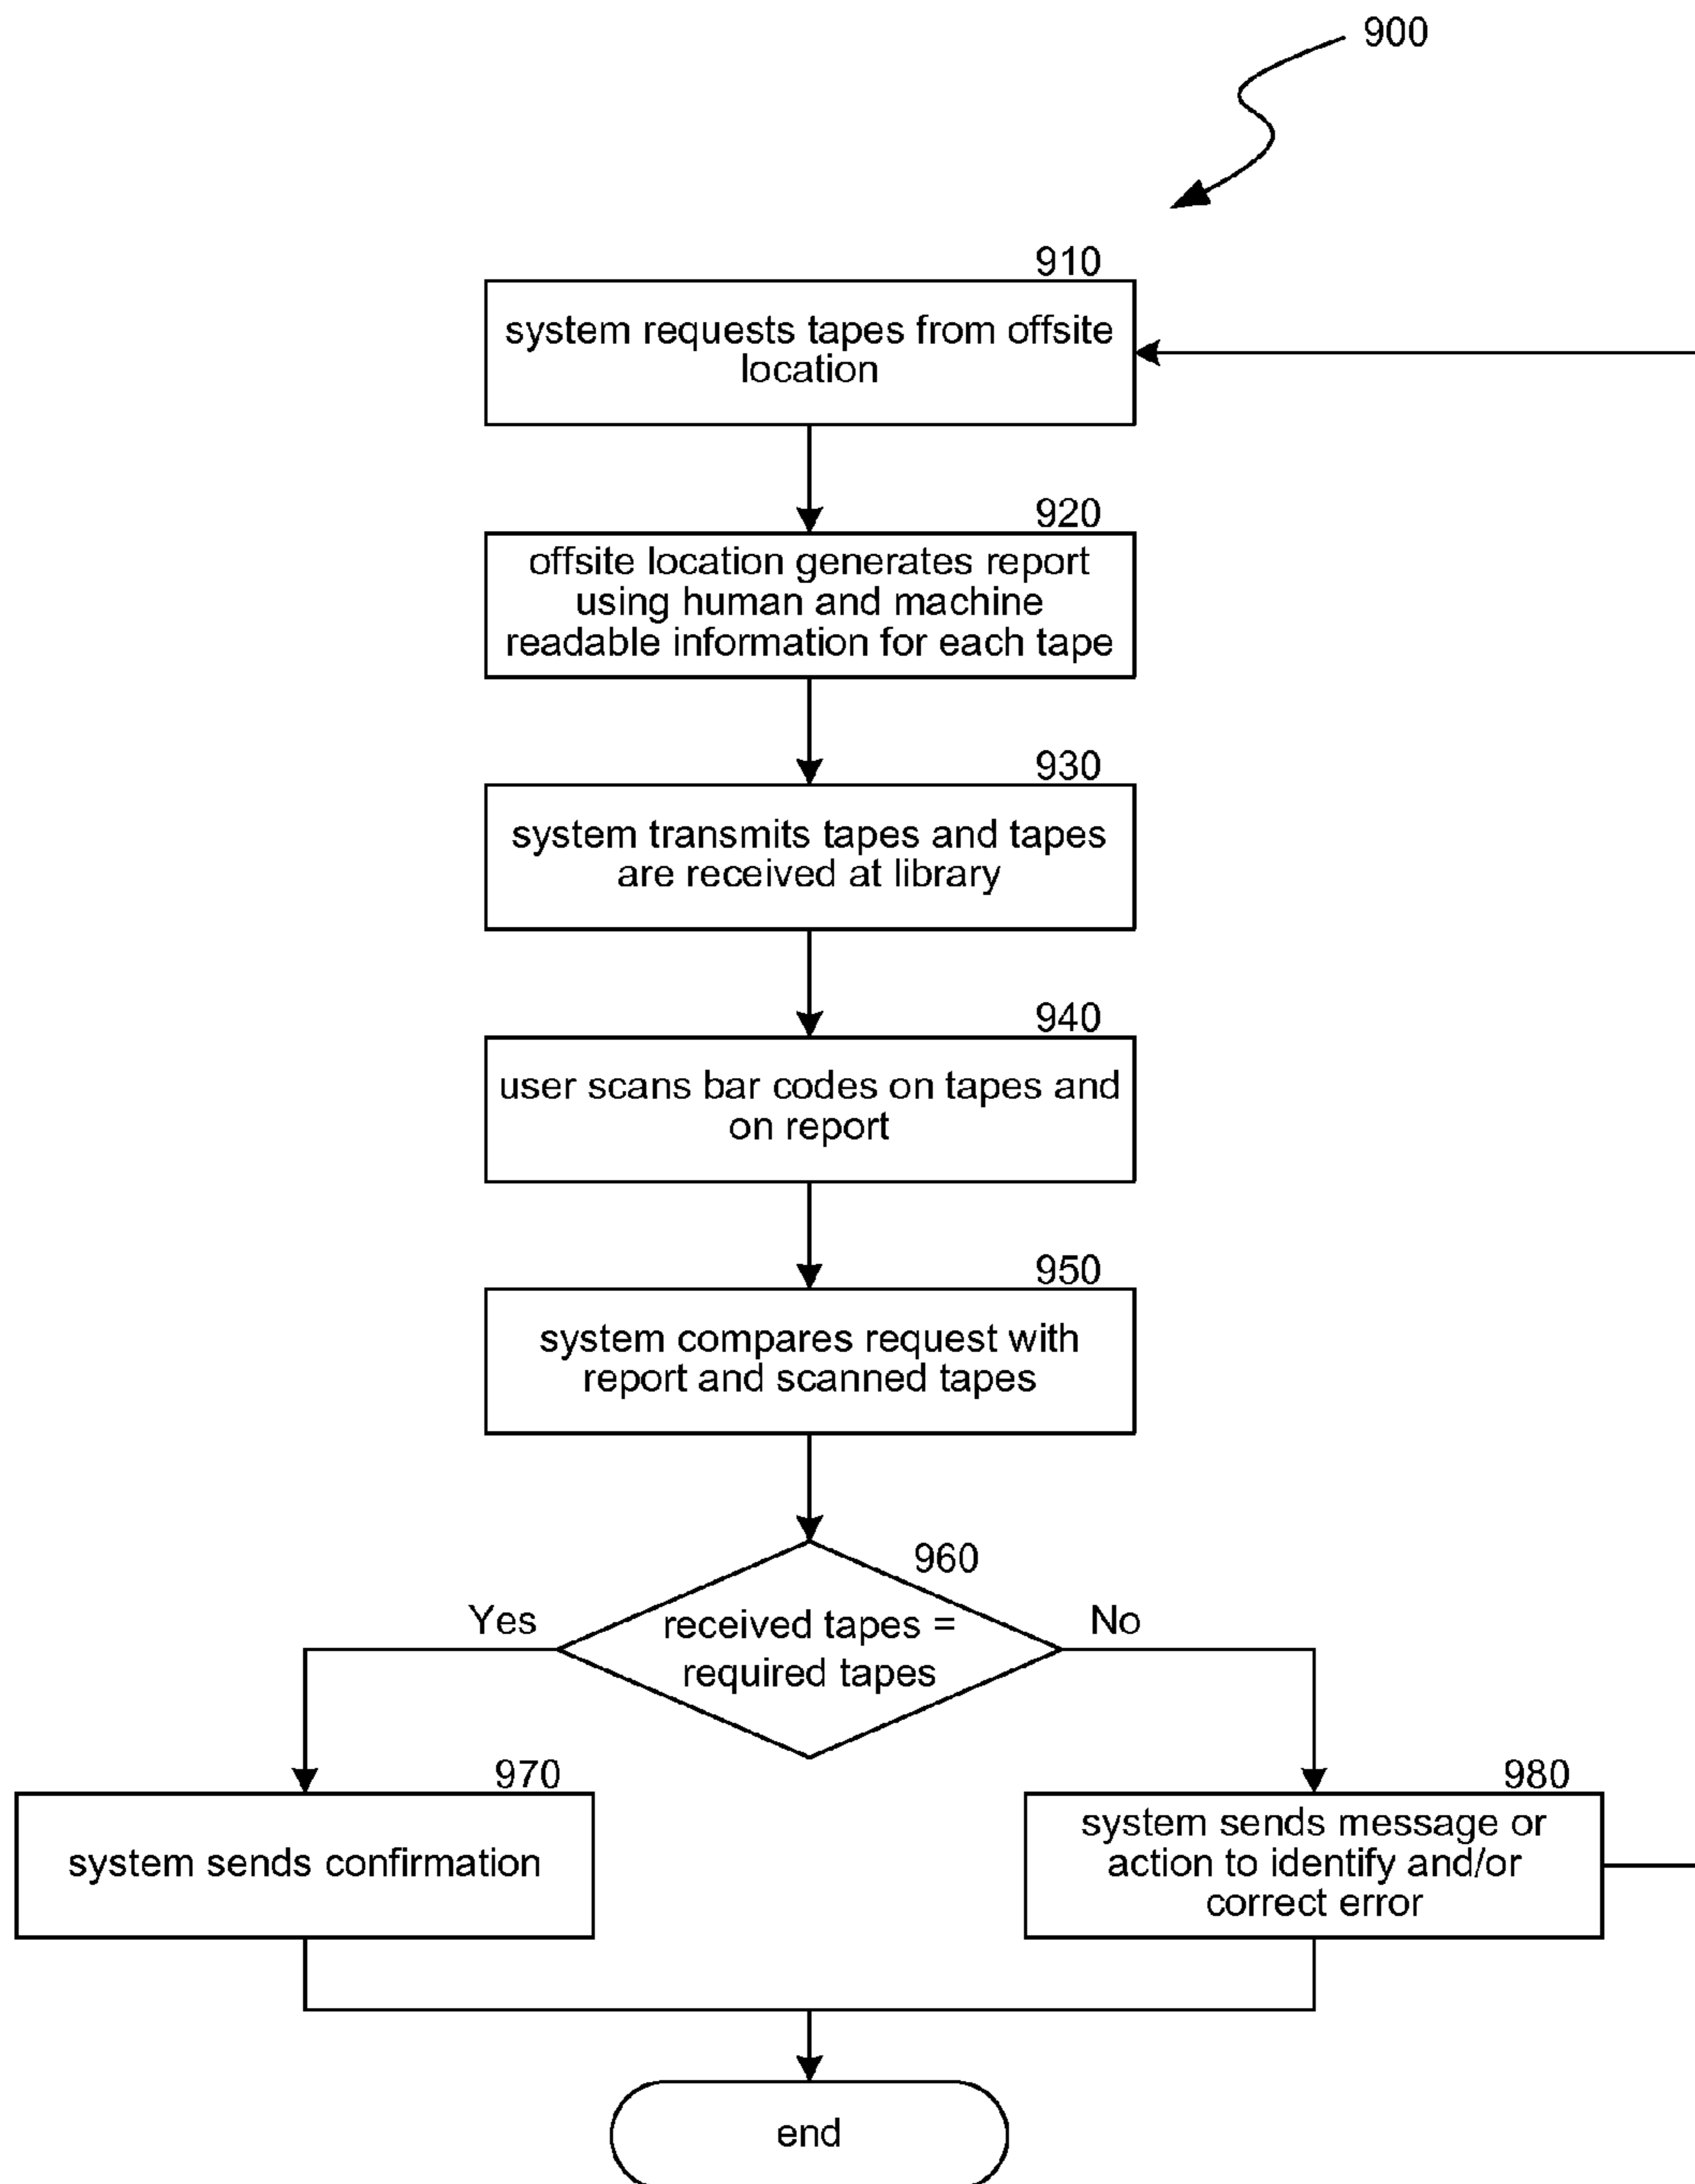 900
910
system requests tapes from offsite
location
920
offsite location generates report
using human and machine
readable information for each tape
930
system transmits tapes and tapes
are received at library
940
user scans bar codes on tapes and
on report
950
system compares request with
report and scanned tapes
960
received tapes =
required tapes
Yes
No
970
system sends confirmation
980
system sends message or
action to identify and/or
correct error
end